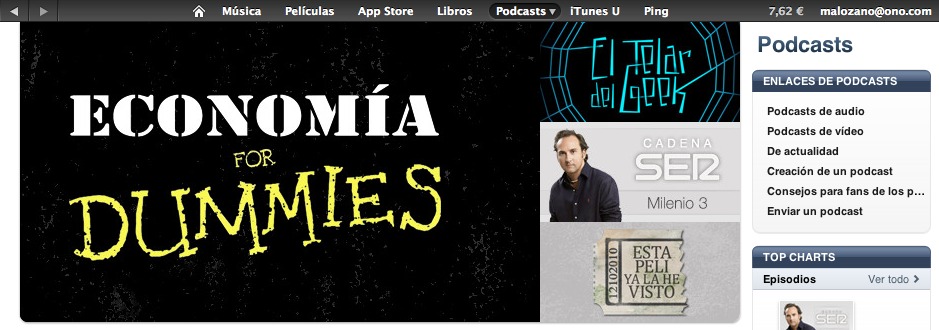 Música Películas App Store Libros Podcasts iTunes U Ping 7,62 € malozano@ono.com
ECONOMÍA
FOR
DUMMIES
El Telar
del Geek
CADENA
SER
Milenio 3
12102010
ESTA
PELI
YA LA HE
VISTO
Podcasts
ENLACES DE PODCASTS
Podcasts de audio
Podcasts de vídeo
De actualidad
Creación de un podcast
Consejos para fans de los p...
Enviar un podcast
TOP CHARTS
Episodios Ver todo >
SER